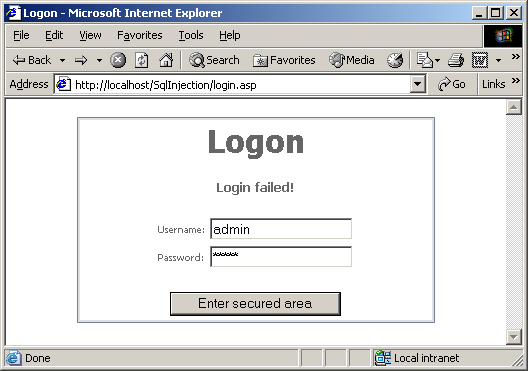 Logon - Microsoft Internet Explorer
File Edit View Favorites Tools Help
Back Search Favorites Media W »
Address http://localhost/SqlInjection/login.asp Go Links »
Logon
Login failed!
Username: admin
Password: *****
Enter secured area
Done Local intranet